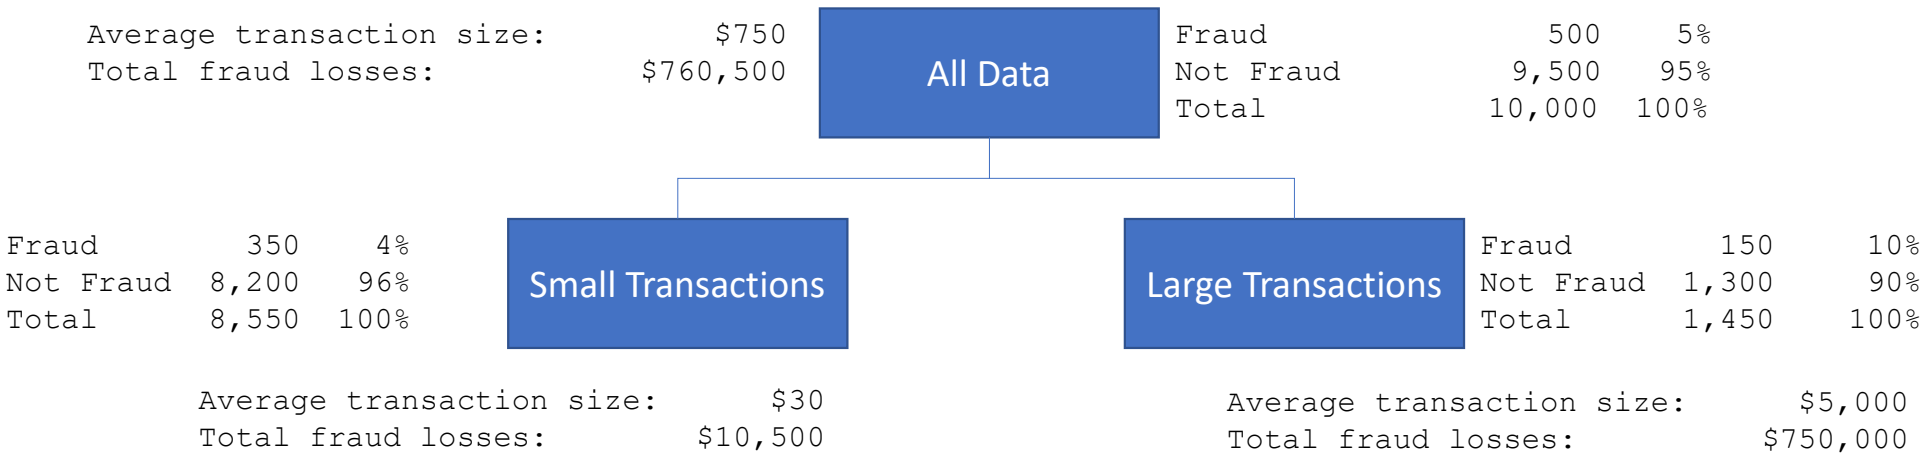 Average transaction size: $750
Total fraud losses: $760,500
All Data
Fraud 500 5%
Not Fraud 9,500 95%
Total 10,000 100%
Fraud 350 4%
Not Fraud 8,200 96%
Total 8,550 100%
Small Transactions
Average transaction size: $30
Total fraud losses: $10,500
Large Transactions
Fraud 150 10%
Not Fraud 1,300 90%
Total 1,450 100%
Average transaction size: $5,000
Total fraud losses: $750,000